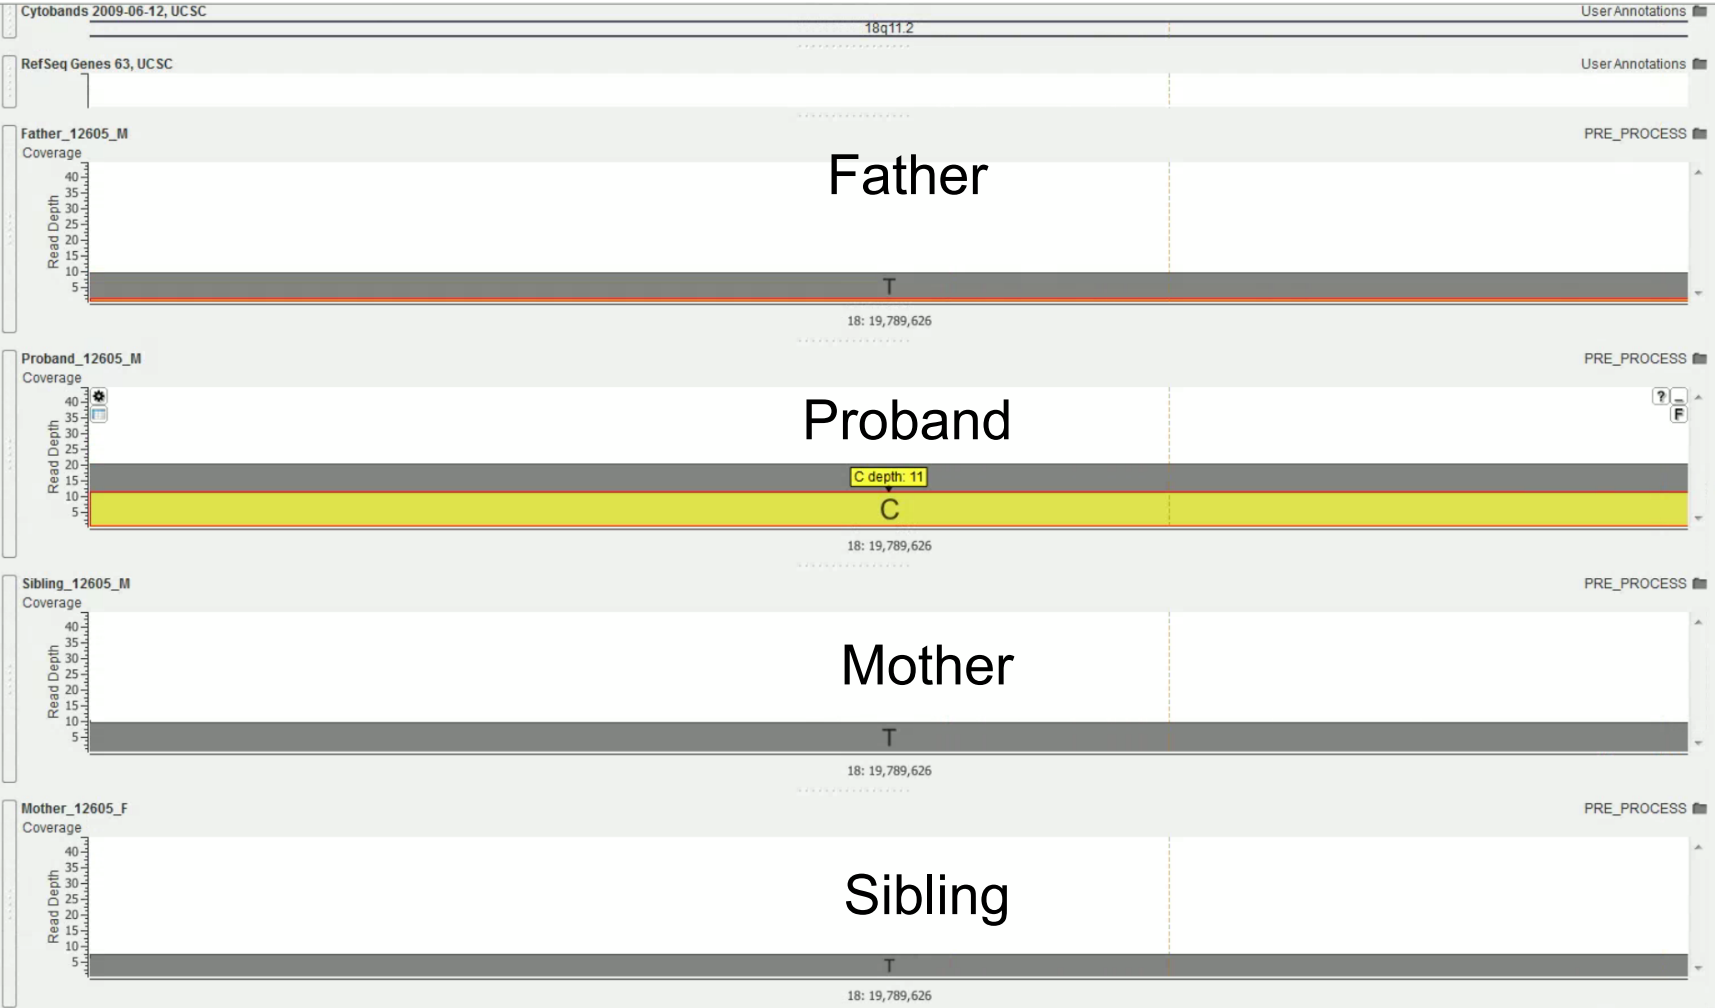 Cytobands 2009-06-12, UCSC User Annotations
18q11.2
RefSeq Genes 63, UCSC User Annotations
Father_12605_M PRE_PROCESS
Coverage
Father
Read Depth
40
35
30
25
20
15
10
5
T
18: 19,789,626
Proband_12605_M PRE_PROCESS
Coverage
? _
F
Proband
Read Depth
40
35
30
25
20
15
10
5
C depth: 11
C
18: 19,789,626
Sibling_12605_M PRE_PROCESS
Coverage
Mother
Read Depth
40
35
30
25
20
15
10
5
T
18: 19,789,626
Mother_12605_F PRE_PROCESS
Coverage
Sibling
Read Depth
40
35
30
25
20
15
10
5
T
18: 19,789,626